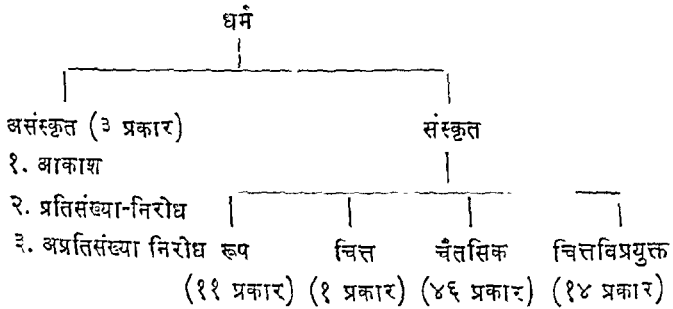 धर्म
असंस्कृत (३ प्रकार) संस्कृत
१. आकाश
२. प्रतिसंख्या-निरोध
३. अप्रतिसंख्या निरोध रूप चित्त चैतसिक चित्तविप्रयुक्त
(११ प्रकार) (१ प्रकार) (४६ प्रकार) (१४ प्रकार)